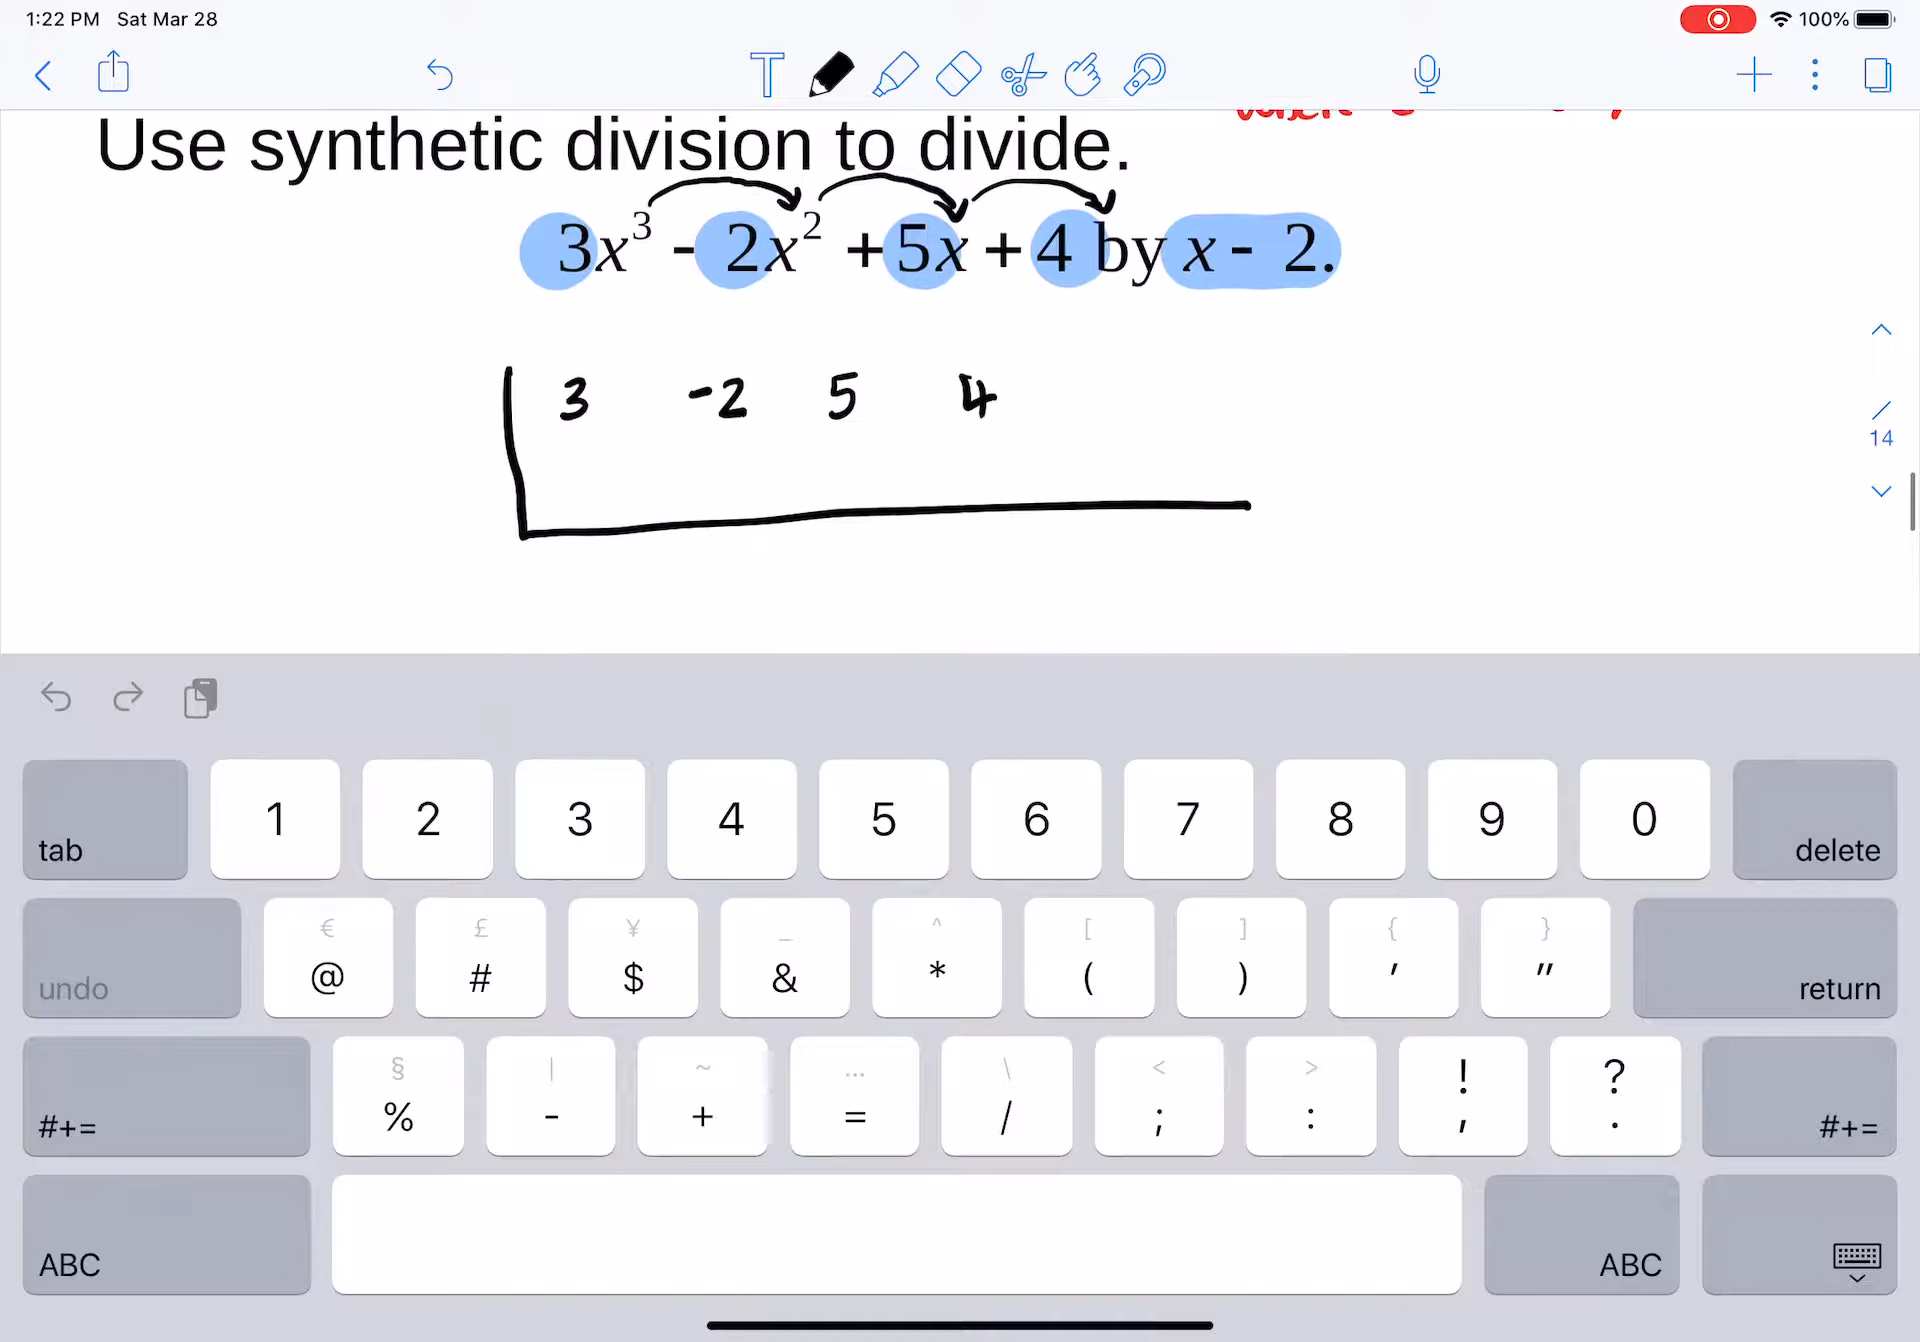 1:22 PM Sat Mar 28
100%
Use synthetic division to divide.
3x³ - 2x² + 5x + 4 by x - 2.
3 -2 5 4
14
tab 1 2 3 4 5 6 7 8 9 0 delete
€ £ ¥ _ ^ [ ] { }
undo @ # $ & * ( ) ' " return
§ | ~ … \ < > ! ?
#+= % - + = / ; : , . #+=
ABC ABC